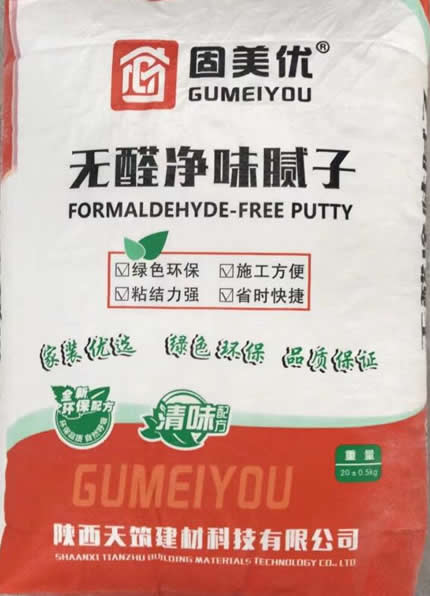 固美优®
GUMEIYOU
无醛净味腻子
FORMALDEHYDE-FREE PUTTY
☑绿色环保 ☑施工方便
☑粘结力强 ☑省时快捷
家装优选 绿色环保 品质保证
全新
环保配方
清味配方
重量
20±0.5kg
GUMEIYOU
陕西天筑建材科技有限公司
SHAANXI TIANZHU BUILDING MATERIALS TECHNOLOGY CO., LTD